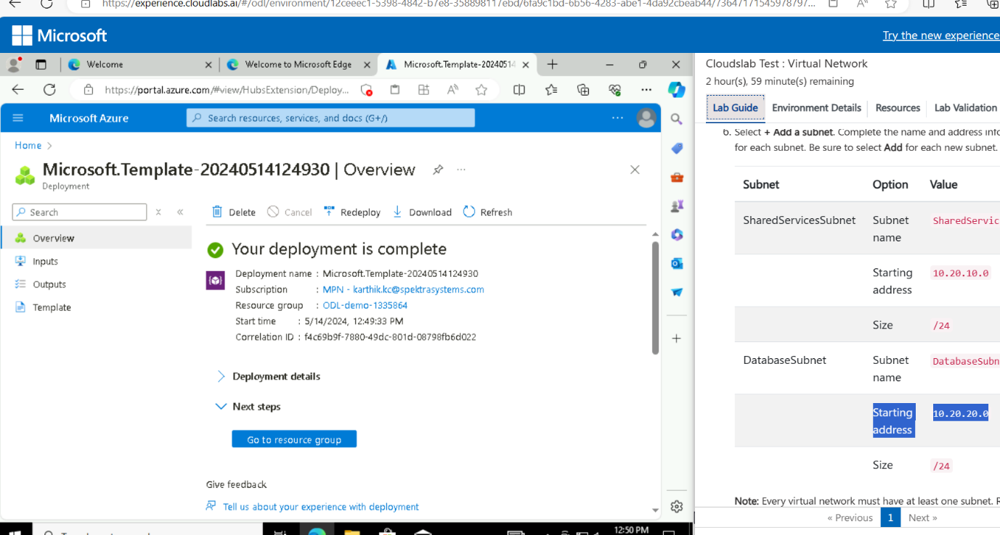 https://experience.cloudlabs.ai/#/odl/environment/12ceeec1-5398-4842-b7e8-358898117ebd/6fa9c1bd-6b56-4283-abe1-4da92cbeab44/7364717154597879​7...
Microsoft
Try the new experience
Welcome
Welcome to Microsoft Edge
Microsoft.Template-20240514
https://portal.azure.com/#view/HubsExtension/Deploy...
Microsoft Azure
Search resources, services, and docs (G+/)
Home >
Microsoft.Template-20240514124930 | Overview
Deployment
Search
Overview
Inputs
Outputs
Template
Delete
Cancel
Redeploy
Download
Refresh
Your deployment is complete
Deployment name : Microsoft.Template-20240514124930
Subscription : MPN - karthik.kc@spektrasystems.com
Resource group : ODL-demo-1335864
Start time : 5/14/2024, 12:49:33 PM
Correlation ID : f4c69b9f-7880-49dc-801d-08798fb6d022
Deployment details
Next steps
Go to resource group
Give feedback
Tell us about your experience with deployment
12:50 PM
Cloudslab Test : Virtual Network
2 hour(s), 59 minute(s) remaining
Lab Guide
Environment Details
Resources
Lab Validation
6. Select + Add a subnet. Complete the name and address info
for each subnet. Be sure to select Add for each new subnet.
Subnet Option Value
SharedServicesSubnet Subnet name SharedServic
Starting address 10.20.10.0
Size /24
DatabaseSubnet Subnet name DatabaseSubn
Starting address 10.20.20.0
Size /24
Note: Every virtual network must have at least one subnet. R
« Previous 1 Next »